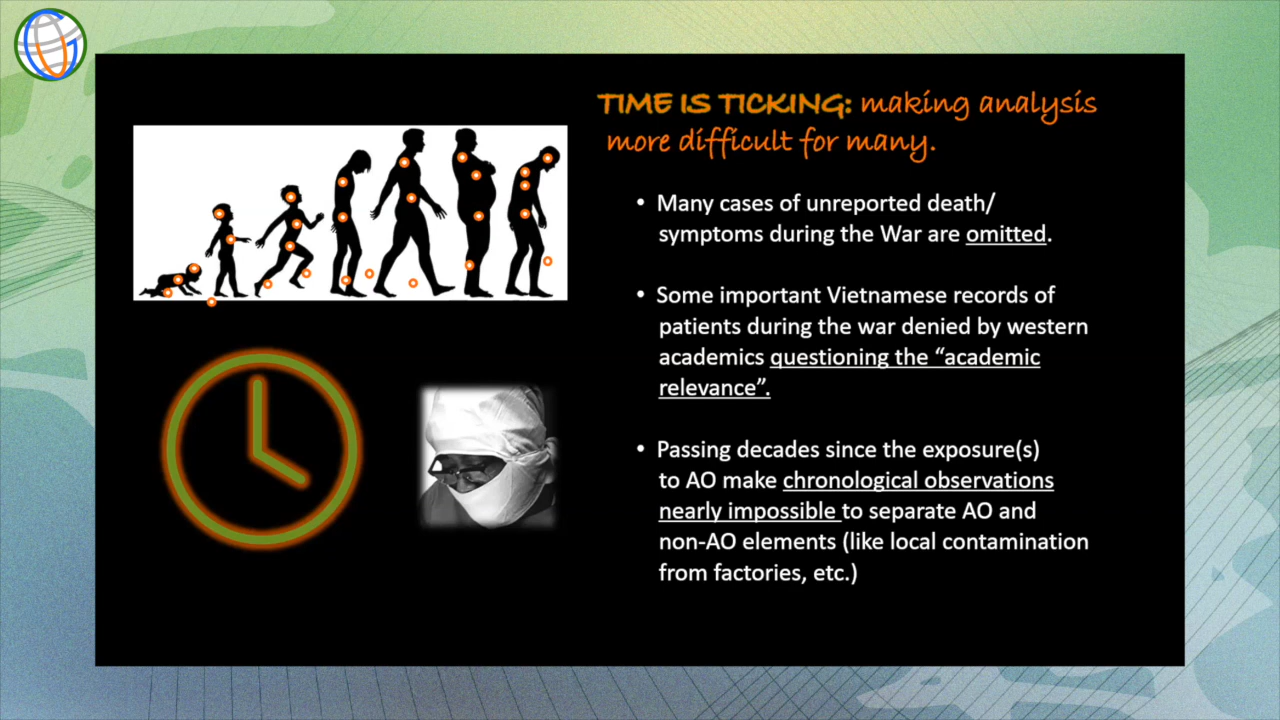 TIME IS TICKING: making analysis
more difficult for many.
• Many cases of unreported death/
symptoms during the War are omitted.
• Some important Vietnamese records of
patients during the war denied by western
academics questioning the “academic
relevance”.
• Passing decades since the exposure(s)
to AO make chronological observations
nearly impossible to separate AO and
non-AO elements (like local contamination
from factories, etc.)